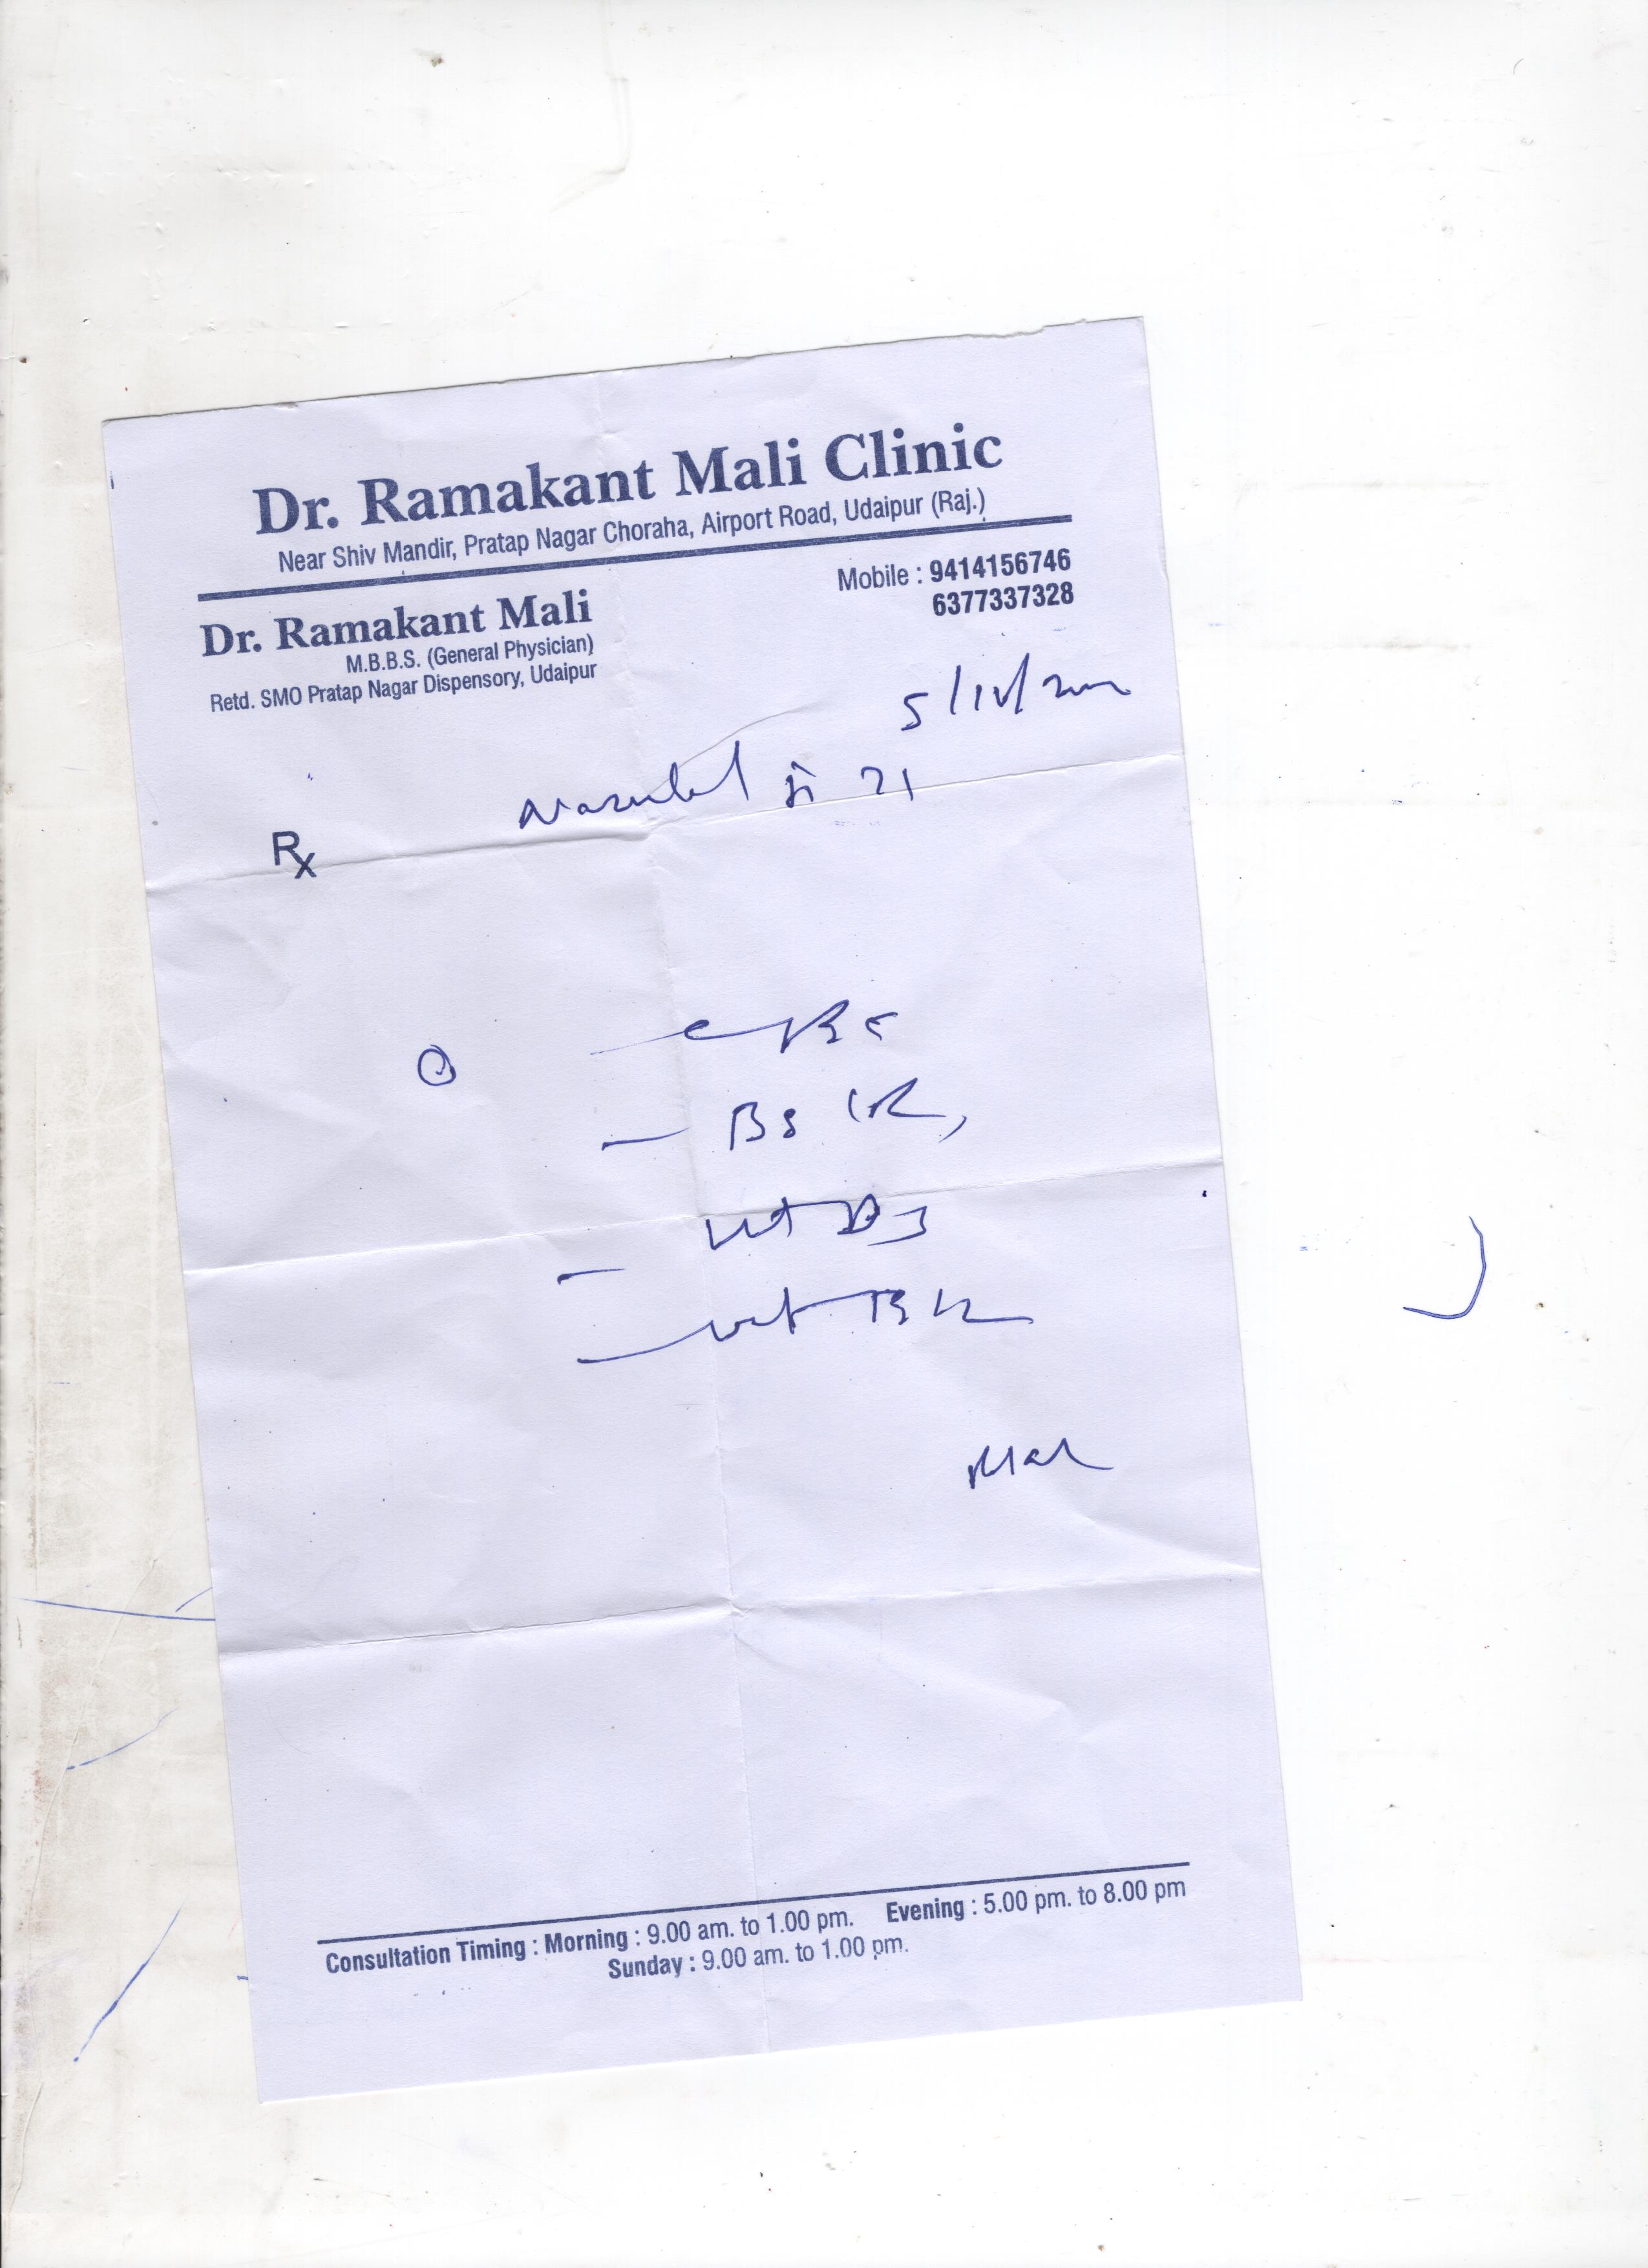 Dr. Ramakant Mali Clinic
Near Shiv Mandir, Pratap Nagar Choraha, Airport Road, Udaipur (Raj.)
Mobile : 9414156746
6377337328
Dr. Ramakant Mali
M.B.B.S. (General Physician)
Retd. SMO Pratap Nagar Dispensory, Udaipur
Rx
- BS
- Vit D3
- Vit B12
Consultation Timing : Morning : 9.00 am. to 1.00 pm. Evening : 5.00 pm. to 8.00 pm
Sunday : 9.00 am. to 1.00 pm.